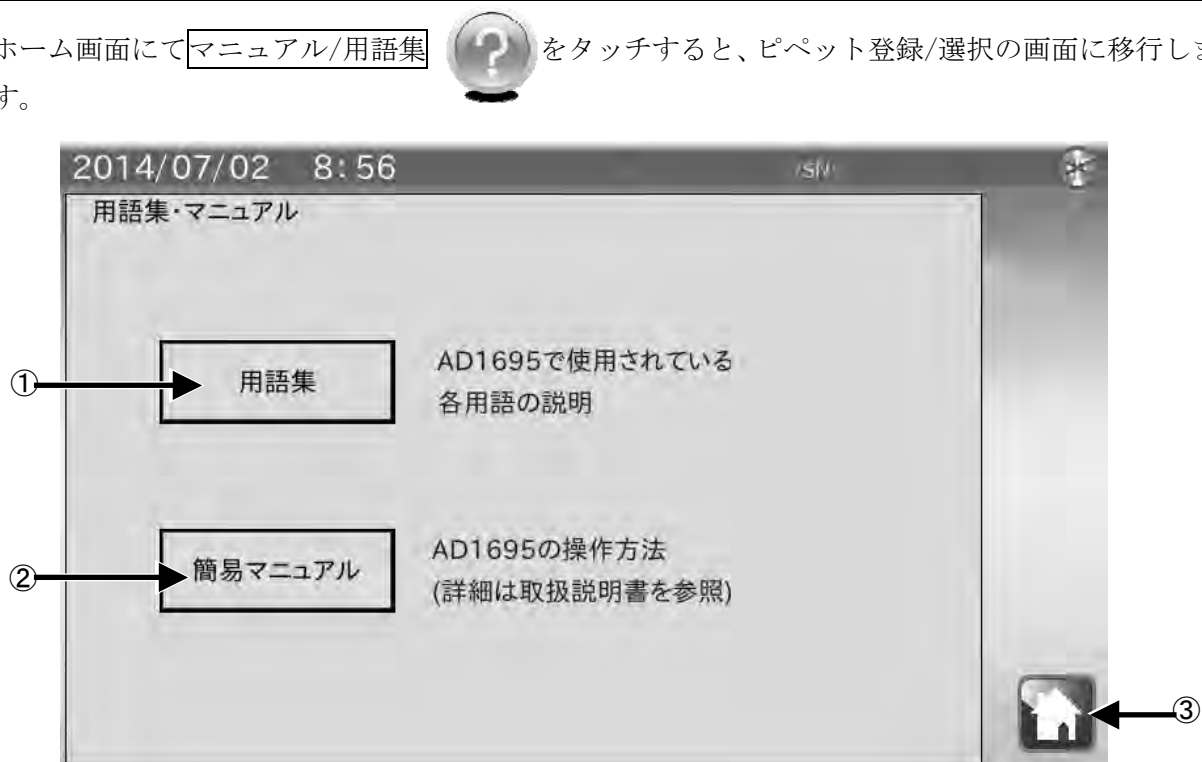 ホーム画面にてマニュアル/用語集 ? をタッチすると、ピペット登録/選択の画面に移行しま
す。
2014/07/02 8:56 /SN/
用語集・マニュアル
① 用語集 AD1695で使用されている
各用語の説明
② 簡易マニュアル AD1695の操作方法
(詳細は取扱説明書を参照)
③